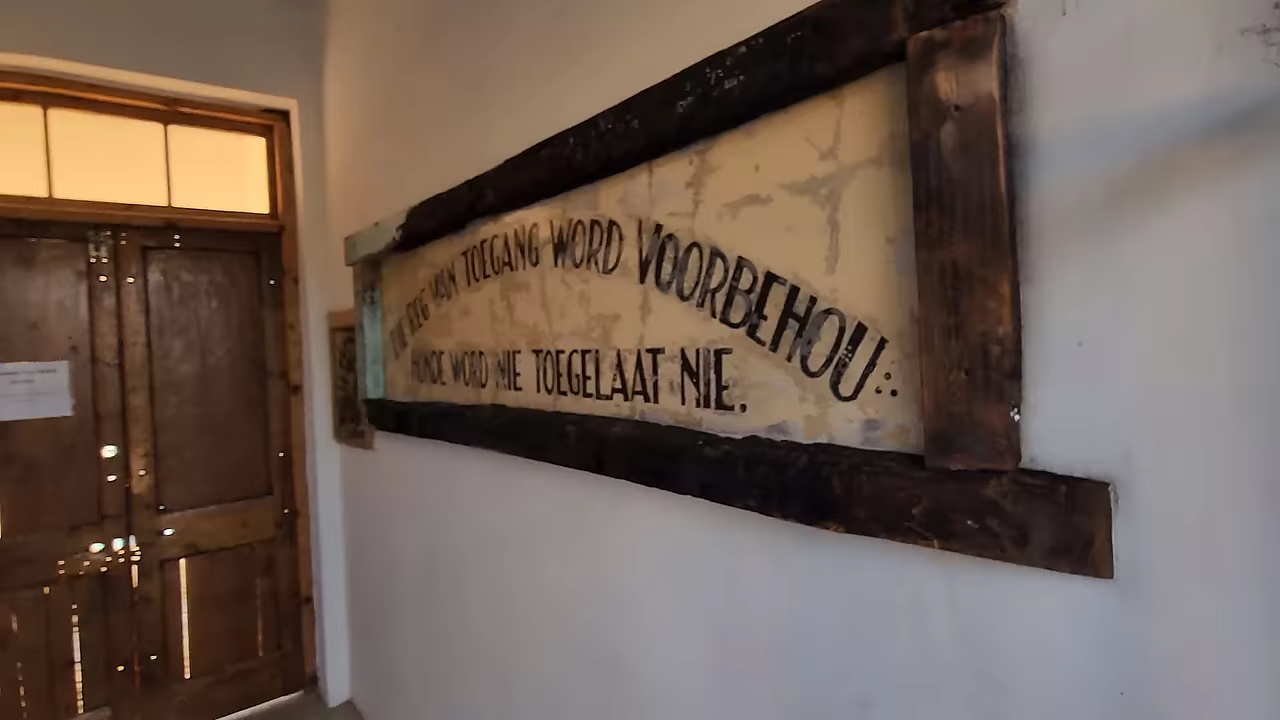 DIE REG VAN TOEGANG WORD VOORBEHOU:.
HONDE WORD NIE TOEGELAAT NIE.